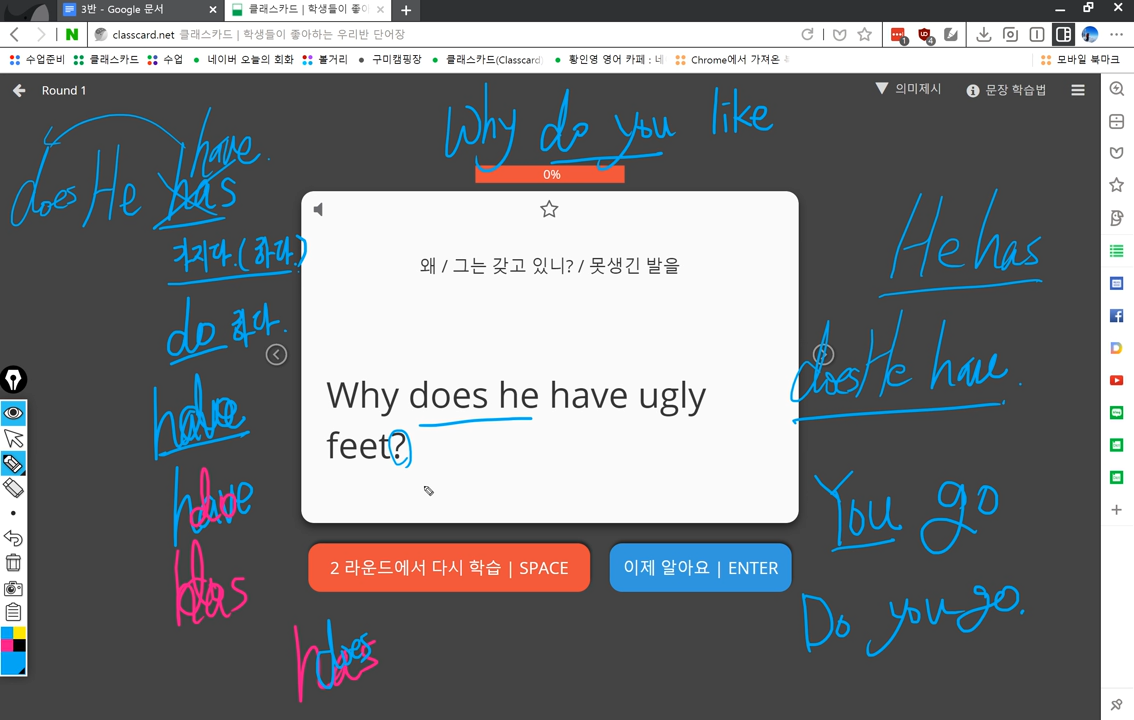 3반 - Google 문서
클래스카드 | 학생들이 좋아
classcard.net 클래스카드 | 학생들이 좋아하는 우리반 단어장
수업준비 클래스카드 수업 네이버 오늘의 회화 볼거리 구미캠핑장 클래스카드(Classcard) 황인영 영어 카페 : 네 Chrome에서 가져온 모바일 북마크
Round 1
의미제시 문장 학습법
Why do you like
0%
have.
does He has
가지다.(하다.)
do 하다.
have
왜 / 그는 갖고 있니? / 못생긴 발을
Why does he have ugly
feet?
He has
does He have.
You go
Do you go.
2 라운드에서 다시 학습 | SPACE
이제 알아요 | ENTER
does